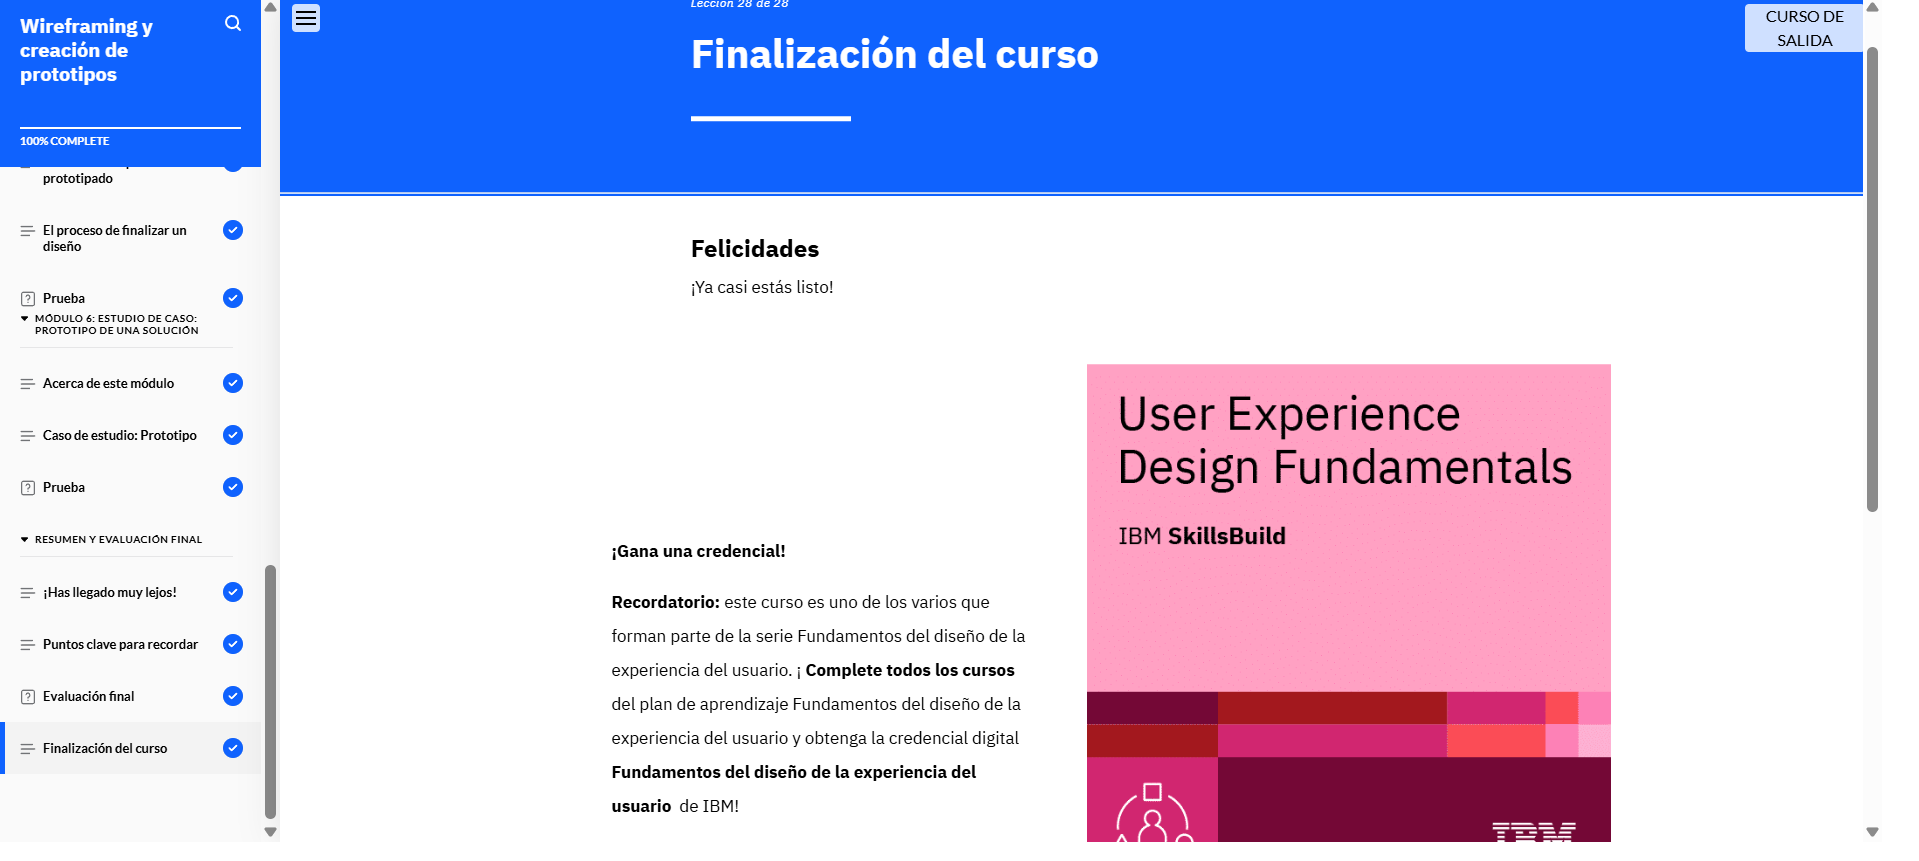 Wireframing y
creación de
prototipos
100% COMPLETE
prototipado
El proceso de finalizar un
diseño
Prueba
MÓDULO 6: ESTUDIO DE CASO:
PROTOTIPO DE UNA SOLUCIÓN
Acerca de este módulo
Caso de estudio: Prototipo
Prueba
RESUMEN Y EVALUACIÓN FINAL
¡Has llegado muy lejos!
Puntos clave para recordar
Evaluación final
Finalización del curso
Lección 28 de 28
Finalización del curso
CURSO DE
SALIDA
Felicidades
¡Ya casi estás listo!
¡Gana una credencial!
Recordatorio: este curso es uno de los varios que
forman parte de la serie Fundamentos del diseño de la
experiencia del usuario. ¡ Complete todos los cursos
del plan de aprendizaje Fundamentos del diseño de la
experiencia del usuario y obtenga la credencial digital
Fundamentos del diseño de la experiencia del
usuario de IBM!
User Experience
Design Fundamentals
IBM SkillsBuild
IBM